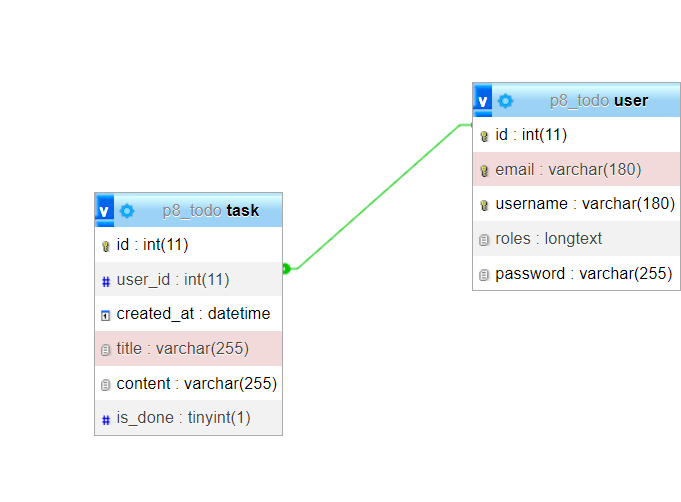 v p8_todo user
id : int(11)
email : varchar(180)
username : varchar(180)
roles : longtext
password : varchar(255)
v p8_todo task
id : int(11)
# user_id : int(11)
1 created_at : datetime
title : varchar(255)
content : varchar(255)
# is_done : tinyint(1)